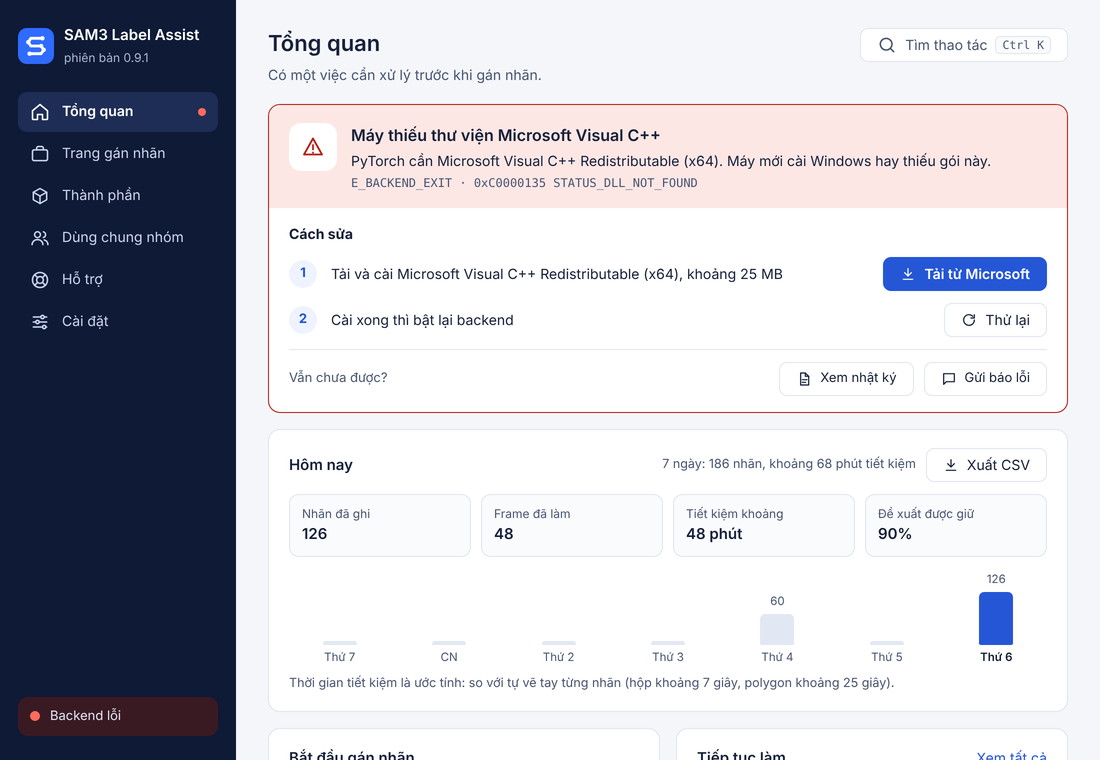 SAM3 Label Assist
phiên bản 0.9.1
Tổng quan
Trang gán nhãn
Thành phần
Dùng chung nhóm
Hỗ trợ
Cài đặt
Backend lỗi
Tổng quan
Tìm thao tác Ctrl K
Có một việc cần xử lý trước khi gán nhãn.
Máy thiếu thư viện Microsoft Visual C++
PyTorch cần Microsoft Visual C++ Redistributable (x64). Máy mới cài Windows hay thiếu gói này.
E_BACKEND_EXIT · 0xC0000135 STATUS_DLL_NOT_FOUND
Cách sửa
1 Tải và cài Microsoft Visual C++ Redistributable (x64), khoảng 25 MB Tải từ Microsoft
2 Cài xong thì bật lại backend Thử lại
Vẫn chưa được? Xem nhật ký Gửi báo lỗi
Hôm nay 7 ngày: 186 nhãn, khoảng 68 phút tiết kiệm Xuất CSV
Nhãn đã ghi
126
Frame đã làm
48
Tiết kiệm khoảng
48 phút
Đề xuất được giữ
90%
60 126
Thứ 7 CN Thứ 2 Thứ 3 Thứ 4 Thứ 5 Thứ 6
Thời gian tiết kiệm là ước tính: so với tự vẽ tay từng nhãn (hộp khoảng 7 giây, polygon khoảng 25 giây).
Bắt đầu gán nhãn
Tiếp tục làm Xem tất cả